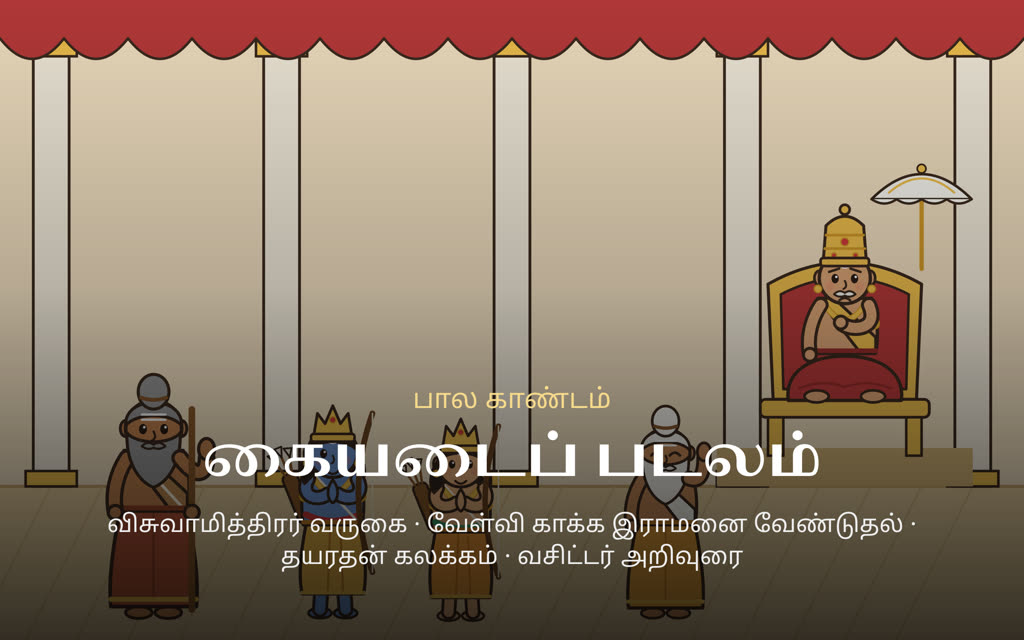 பால காண்டம்
கையடைப் படலம்
விசுவாமித்திரர் வருகை · வேள்வி காக்க இராமனை வேண்டுதல் ·
தயரதன் கலக்கம் · வசிட்டர் அறிவுரை